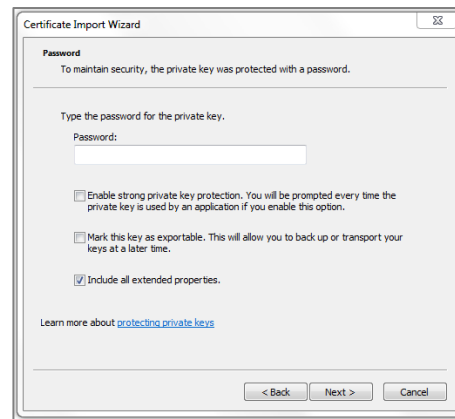 Certificate Import Wizard
Password
To maintain security, the private key was protected with a password.
Type the password for the private key.
Password:
Enable strong private key protection. You will be prompted every time the
private key is used by an application if you enable this option.
Mark this key as exportable. This will allow you to back up or transport your
keys at a later time.
Include all extended properties.
Learn more about protecting private keys
< Back Next > Cancel